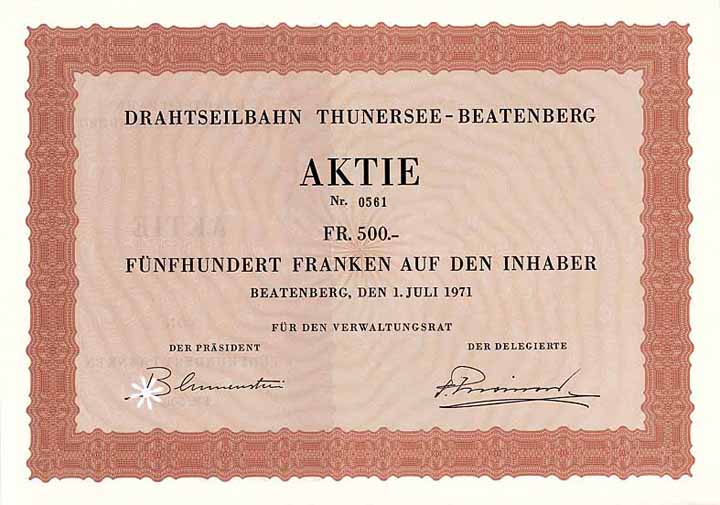 DRAHTSEILBAHN THUNERSEE-BEATENBERG
AKTIE
Nr. 0561
FR. 500.-
FÜNFHUNDERT FRANKEN AUF DEN INHABER
BEATENBERG, DEN 1. JULI 1971
FÜR DEN VERWALTUNGSRAT
DER PRÄSIDENT DER DELEGIERTE
Blumenstein